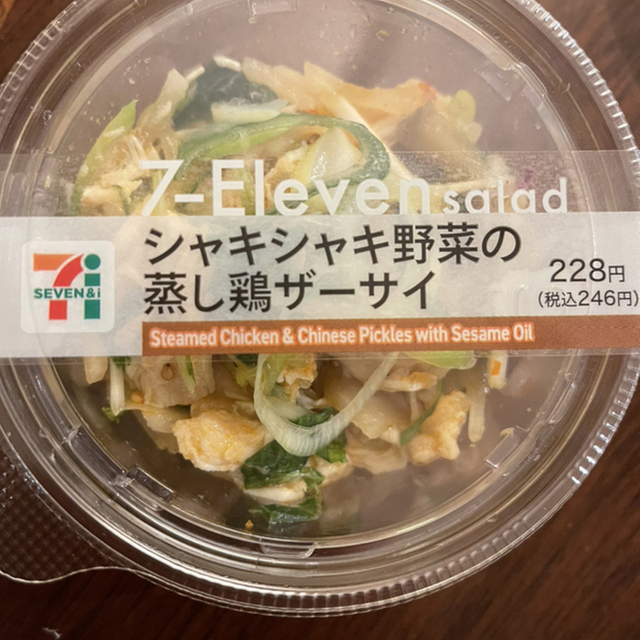 7-Eleven salad
シャキシャキ野菜の
蒸し鶏ザーサイ
228円
(税込246円)
7i
SEVEN&i
Steamed Chicken & Chinese Pickles with Sesame Oil